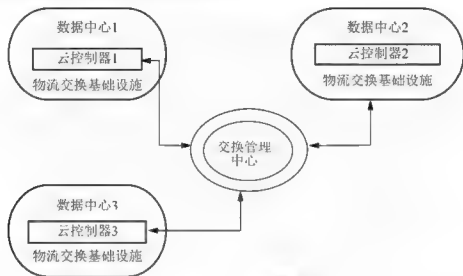 数据中心1
云控制器1
物流交换基础设施
数据中心2
云控制器2
物流交换基础设施
交换管理
中心
数据中心3
云控制器3
物流交换基础设施